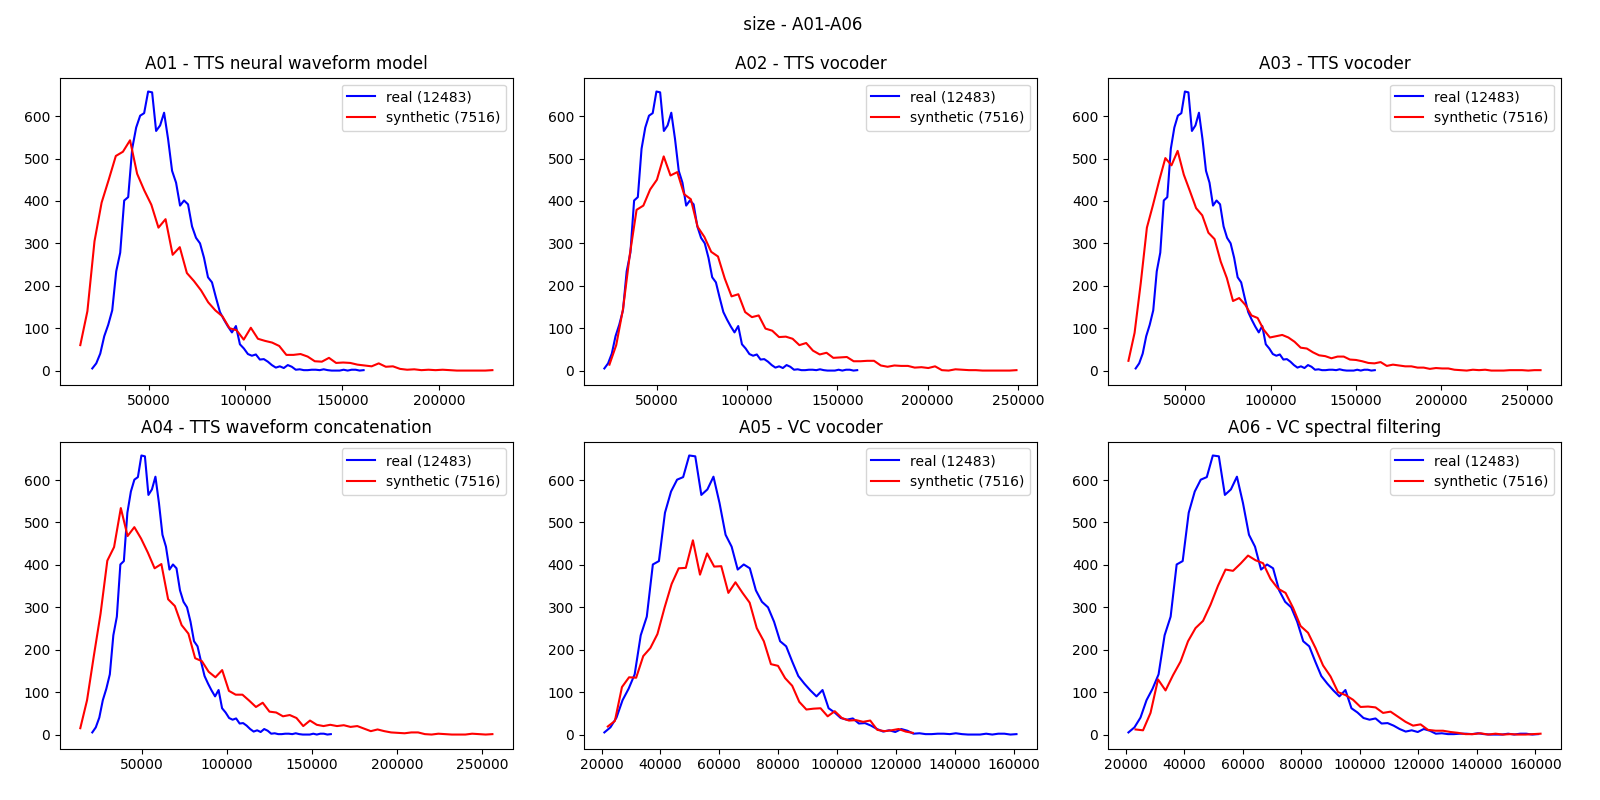 size - A01-A06
A01 - TTS neural waveform model
real (12483)
synthetic (7516)
600
500
400
300
200
100
0
50000 100000 150000 200000
A02 - TTS vocoder
real (12483)
synthetic (7516)
600
500
400
300
200
100
0
50000 100000 150000 200000 250000
A03 - TTS vocoder
real (12483)
synthetic (7516)
600
500
400
300
200
100
0
50000 100000 150000 200000 250000
A04 - TTS waveform concatenation
real (12483)
synthetic (7516)
600
500
400
300
200
100
0
50000 100000 150000 200000 250000
A05 - VC vocoder
real (12483)
synthetic (7516)
600
500
400
300
200
100
0
20000 40000 60000 80000 100000 120000 140000 160000
A06 - VC spectral filtering
real (12483)
synthetic (7516)
600
500
400
300
200
100
0
20000 40000 60000 80000 100000 120000 140000 160000